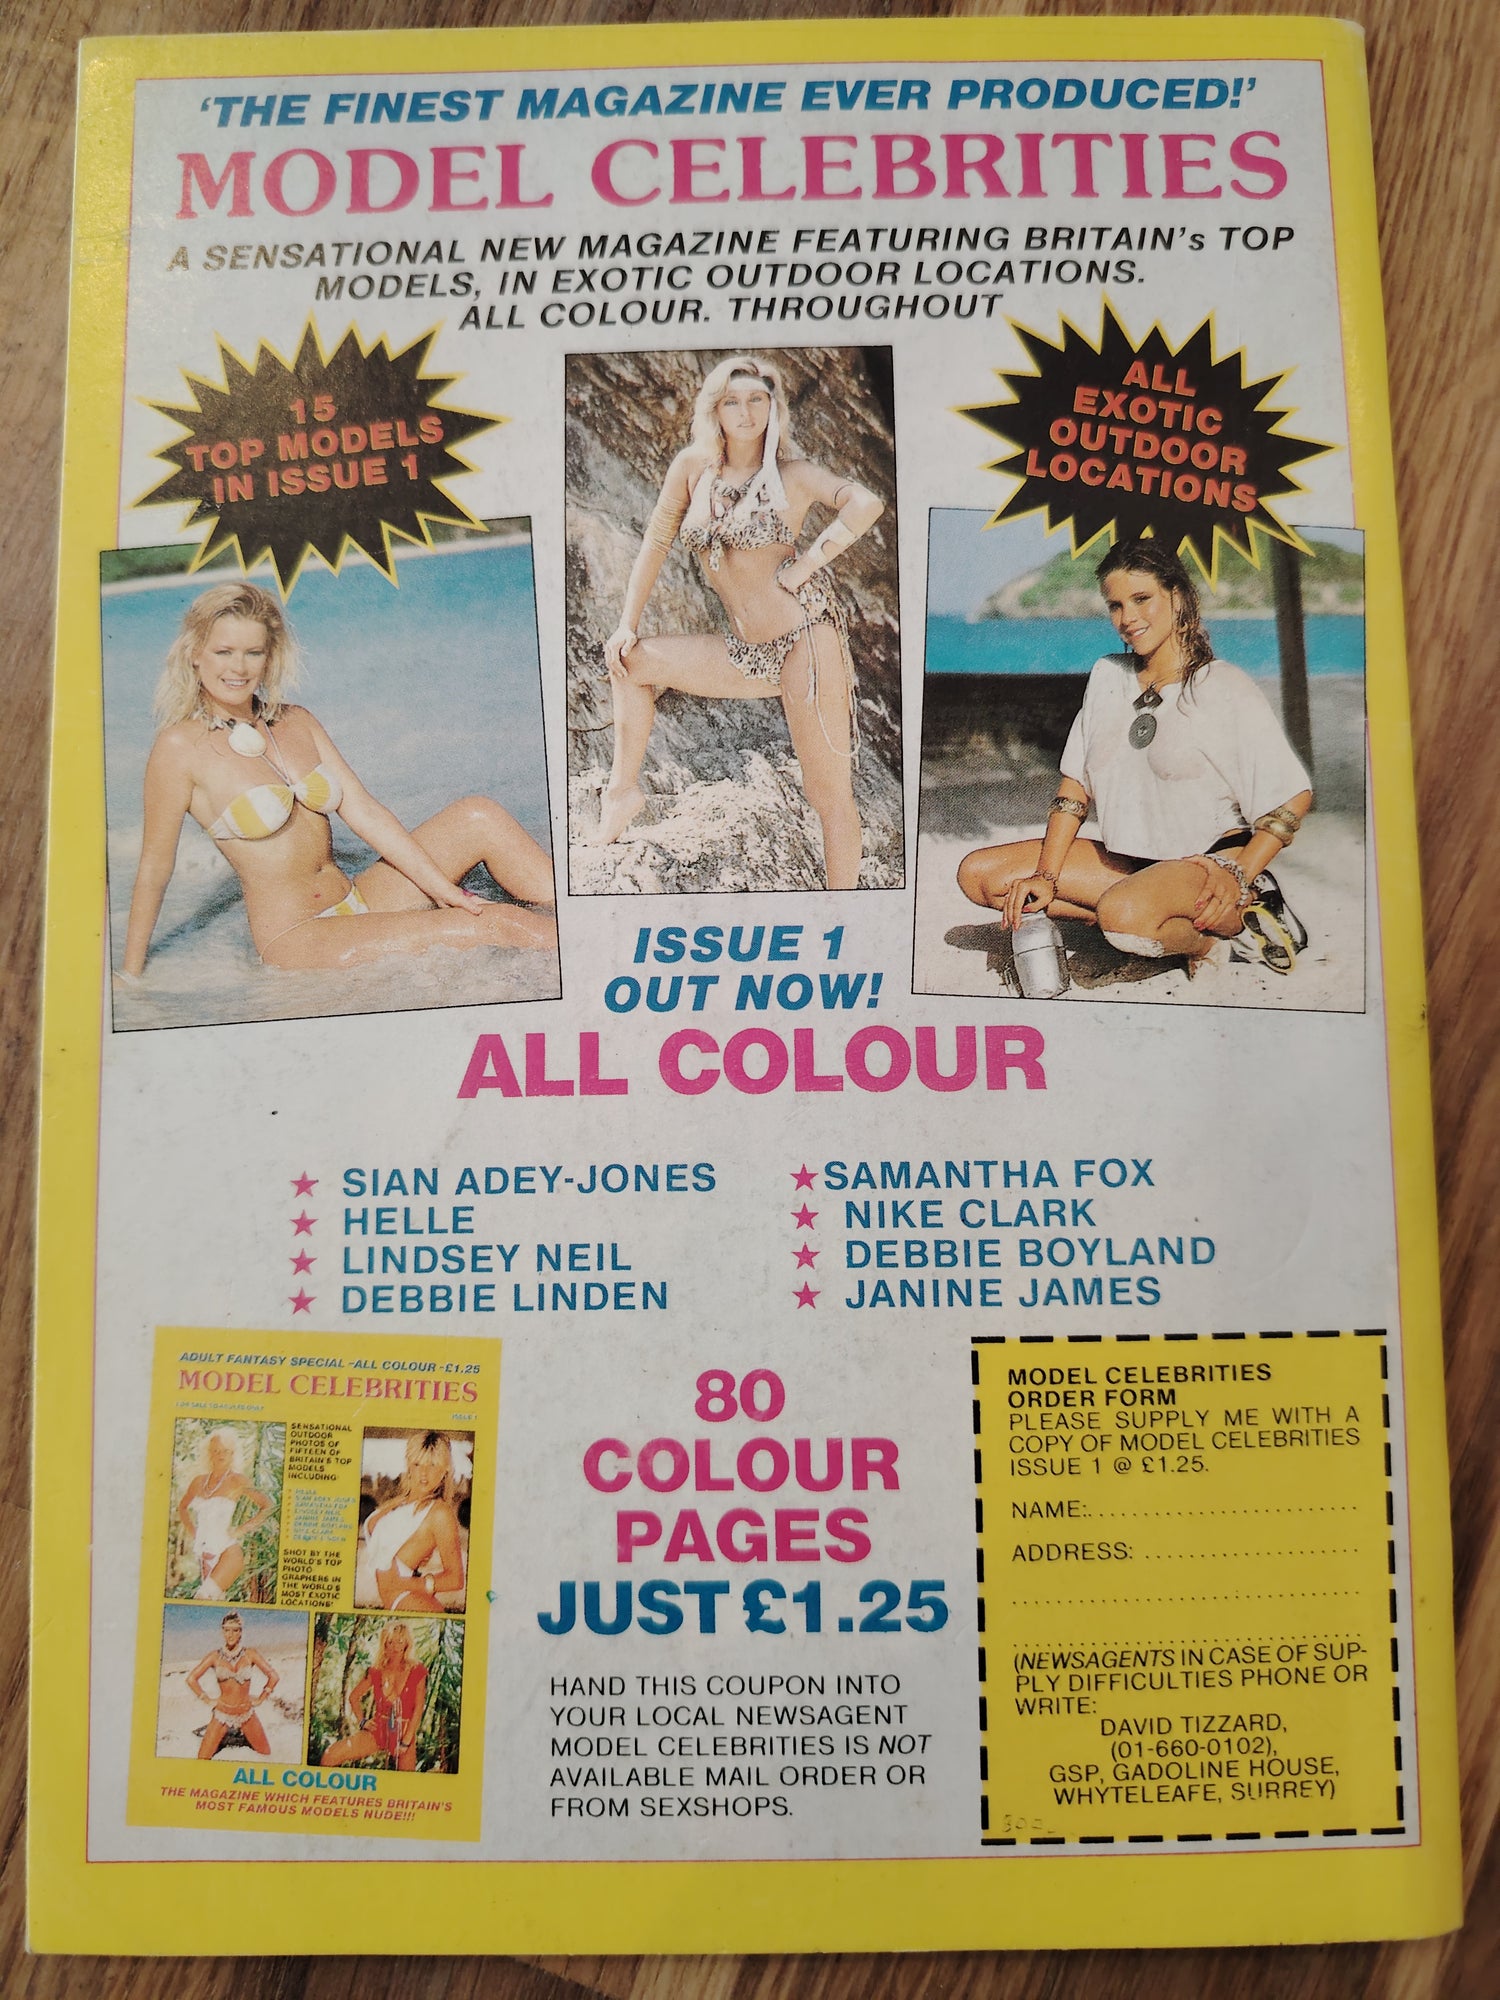 ‘THE FINEST MAGAZINE EVER PRODUCED!’
MODEL CELEBRITIES
A SENSATIONAL NEW MAGAZINE FEATURING BRITAIN's TOP
MODELS, IN EXOTIC OUTDOOR LOCATIONS.
ALL COLOUR. THROUGHOUT
15
TOP MODELS
IN ISSUE 1
ALL
EXOTIC
OUTDOOR
LOCATIONS
ISSUE 1
OUT NOW!
ALL COLOUR
★ SIAN ADEY-JONES
★ HELLE
★ LINDSEY NEIL
★ DEBBIE LINDEN
★ SAMANTHA FOX
★ NIKE CLARK
★ DEBBIE BOYLAND
★ JANINE JAMES
ADULT FANTASY SPECIAL -ALL COLOUR -£1.25
MODEL CELEBRITIES
FOR SALE TO ADULTS ONLY
ISSUE 1
SENSATIONAL
OUTDOOR
PHOTOS OF
FIFTEEN OF
BRITAIN'S TOP
MODELS
INCLUDING:
SHOT BY THE
WORLD'S TOP
PHOTO
GRAPHERS IN
THE WORLD'S
MOST EXOTIC
LOCATIONS:
ALL COLOUR
THE MAGAZINE WHICH FEATURES BRITAIN'S
MOST FAMOUS MODELS NUDE!!!
80
COLOUR
PAGES
JUST £1.25
HAND THIS COUPON INTO
YOUR LOCAL NEWSAGENT
MODEL CELEBRITIES IS NOT
AVAILABLE MAIL ORDER OR
FROM SEXSHOPS.
MODEL CELEBRITIES
ORDER FORM
PLEASE SUPPLY ME WITH A
COPY OF MODEL CELEBRITIES
ISSUE 1 @ £1.25.
NAME:.........................
ADDRESS: ....................
(NEWSAGENTS IN CASE OF SUP-
PLY DIFFICULTIES PHONE OR
WRITE:
DAVID TIZZARD,
(01-660-0102),
GSP, GADOLINE HOUSE,
WHYTELEAFE, SURREY)